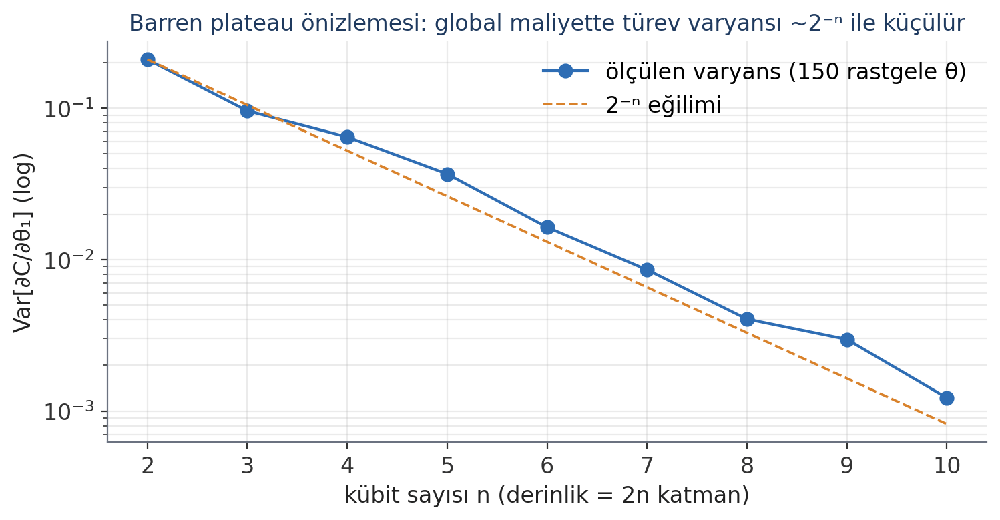 Barren plateau önizlemesi: global maliyette türev varyansı ~2⁻ⁿ ile küçülür
ölçülen varyans (150 rastgele θ)
2⁻ⁿ eğilimi
Var[∂C/∂θ₁] (log)
10⁻¹
10⁻²
10⁻³
2 3 4 5 6 7 8 9 10
kübit sayısı n (derinlik = 2n katman)